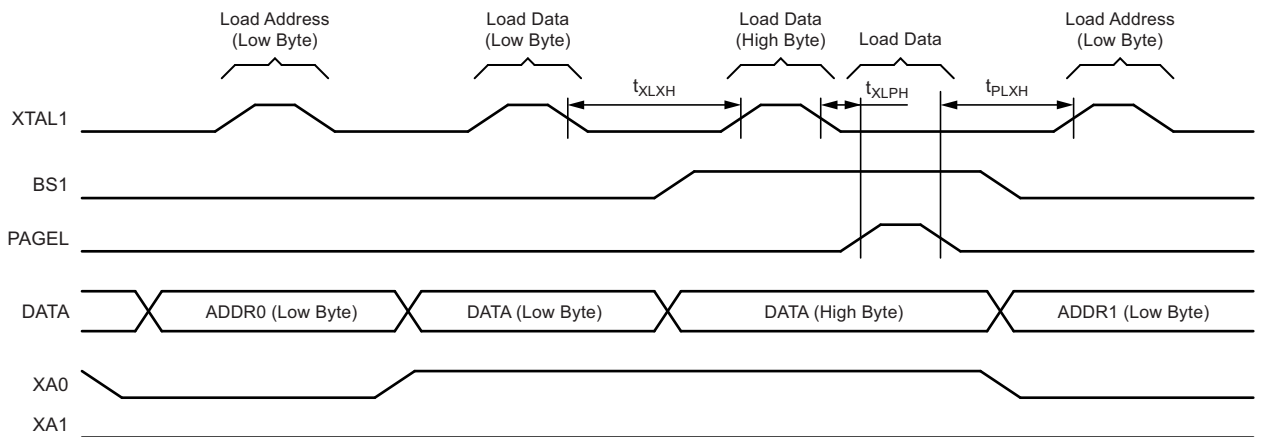 Load Address
(Low Byte)
Load Data
(Low Byte)
Load Data
(High Byte)
Load Data
Load Address
(Low Byte)
tXLXH
tXLPH
tPLXH
XTAL1
BS1
PAGEL
DATA
ADDR0 (Low Byte)
DATA (Low Byte)
DATA (High Byte)
ADDR1 (Low Byte)
XA0
XA1